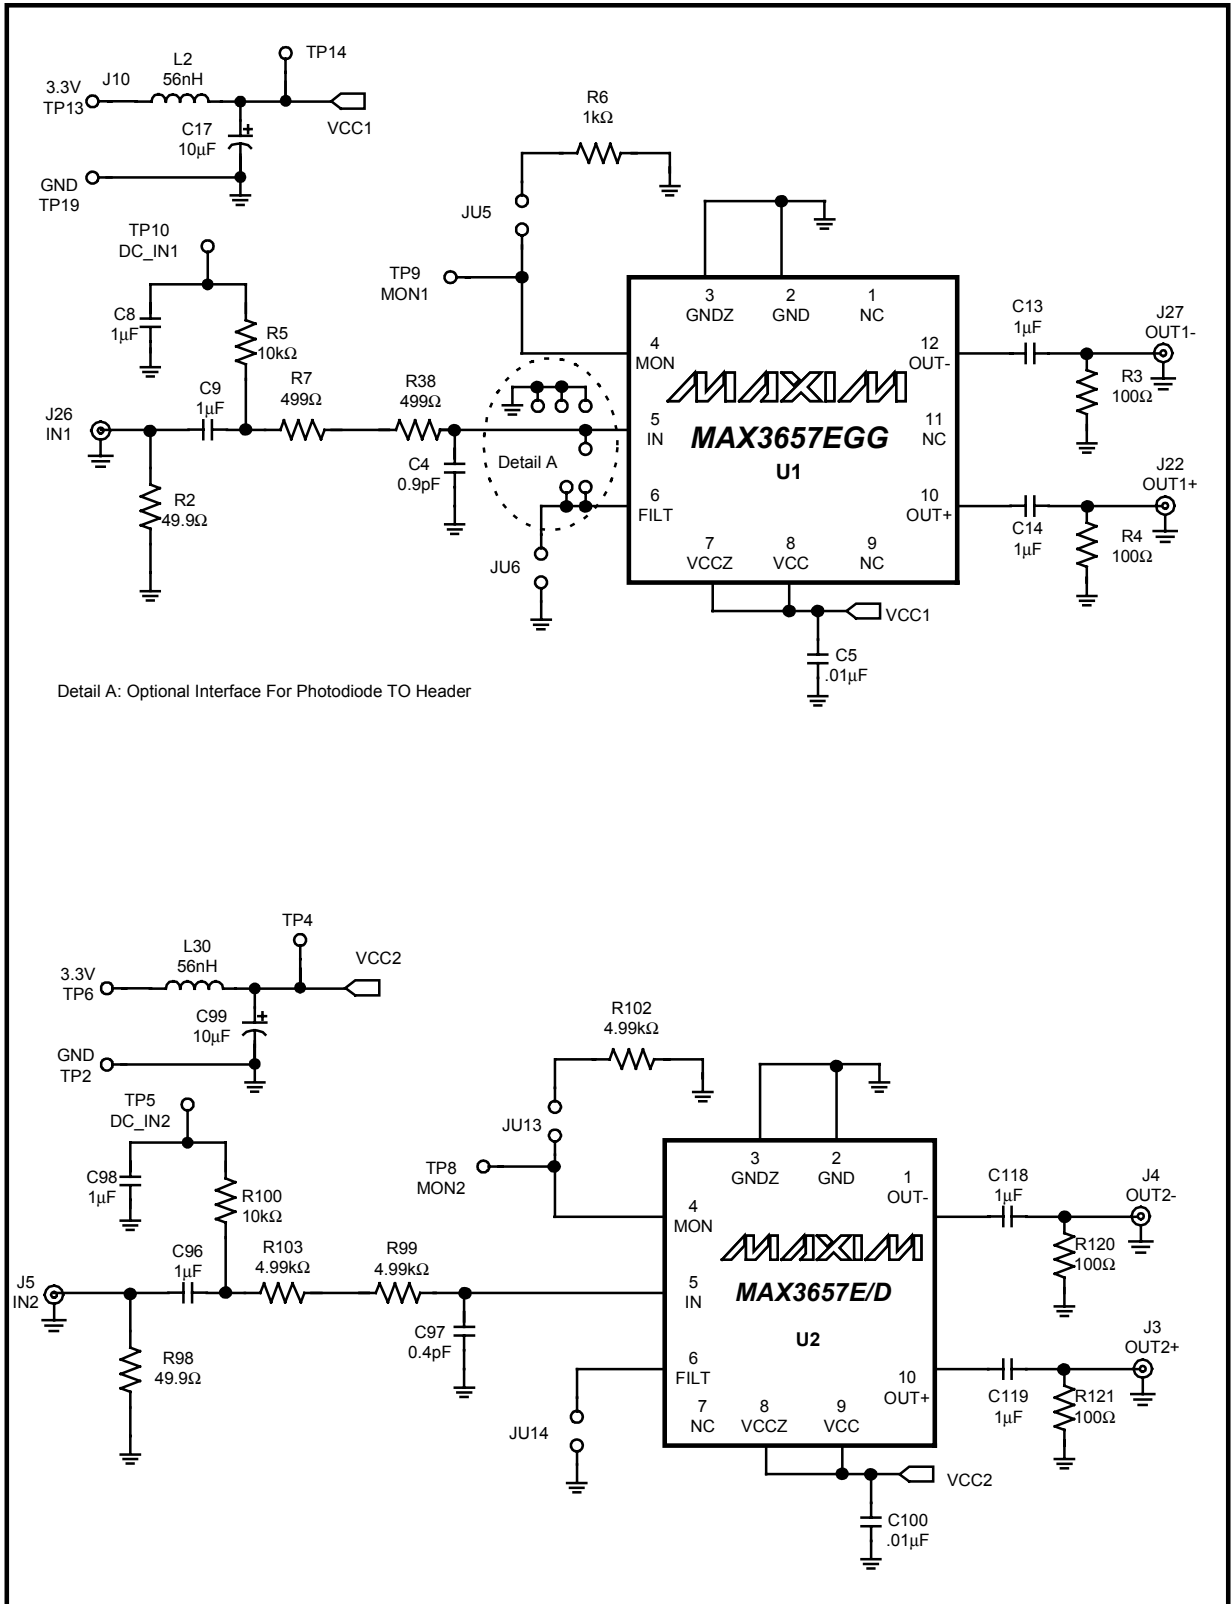 TP14
L2
56nH
J10
3.3V
TP13
VCC1
C17
10µF
+
GND
TP19
R6
1kΩ
JU5
TP10
DC_IN1
TP9
MON1
C8
1µF
R5
10kΩ
3
GNDZ
2
GND
1
NC
4
MON
12
OUT-
C13
1µF
J27
OUT1-
R3
100Ω
MAXIM
C9
1µF
R7
499Ω
R38
499Ω
J26
IN1
5
IN
MAX3657EGG
11
NC
U1
R2
49.9Ω
C4
0.9pF
Detail A
6
FILT
10
OUT+
C14
1µF
J22
OUT1+
R4
100Ω
JU6
7
VCCZ
8
VCC
9
NC
VCC1
C5
.01µF
Detail A: Optional Interface For Photodiode TO Header
TP4
L30
56nH
VCC2
3.3V
TP6
C99
10µF
+
GND
TP2
R102
4.99kΩ
JU13
TP5
DC_IN2
TP8
MON2
C98
1µF
R100
10kΩ
3
GNDZ
2
GND
1
OUT-
C118
1µF
J4
OUT2-
4
MON
R120
100Ω
MAXIM
C96
1µF
R103
4.99kΩ
R99
4.99kΩ
J5
IN2
5
IN
MAX3657E/D
U2
C97
0.4pF
R98
49.9Ω
6
FILT
10
OUT+
C119
1µF
J3
OUT2+
R121
100Ω
JU14
7
NC
8
VCCZ
9
VCC
VCC2
C100
.01µF